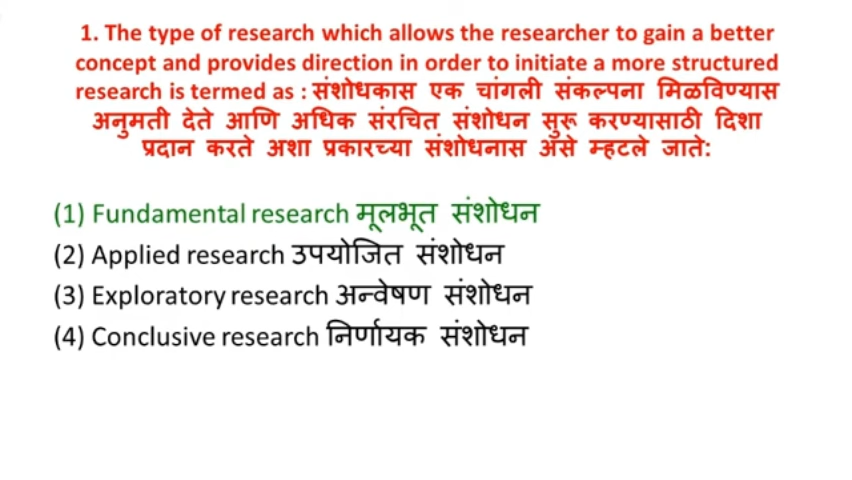 1. The type of research which allows the researcher to gain a better
concept and provides direction in order to initiate a more structured
research is termed as : संशोधकास एक चांगली संकल्पना मिळविण्यास
अनुमती देते आणि अधिक संरचित संशोधन सुरू करण्यासाठी दिशा
प्रदान करते अशा प्रकारच्या संशोधनास असे म्हटले जाते:
(1) Fundamental research मूलभूत संशोधन
(2) Applied research उपयोजित संशोधन
(3) Exploratory research अन्वेषण संशोधन
(4) Conclusive research निर्णायक संशोधन